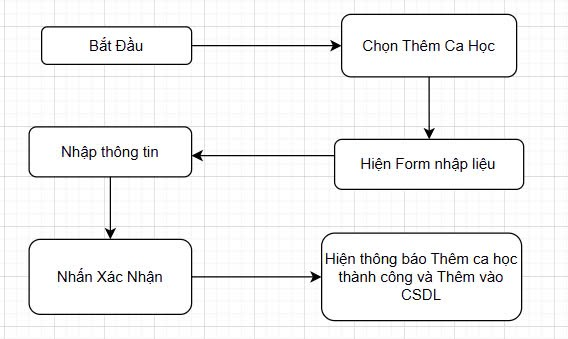 Bắt Đầu
Chọn Thêm Ca Học
Hiện Form nhập liệu
Nhập thông tin
Nhấn Xác Nhận
Hiện thông báo Thêm ca học
thành công và Thêm vào
CSDL